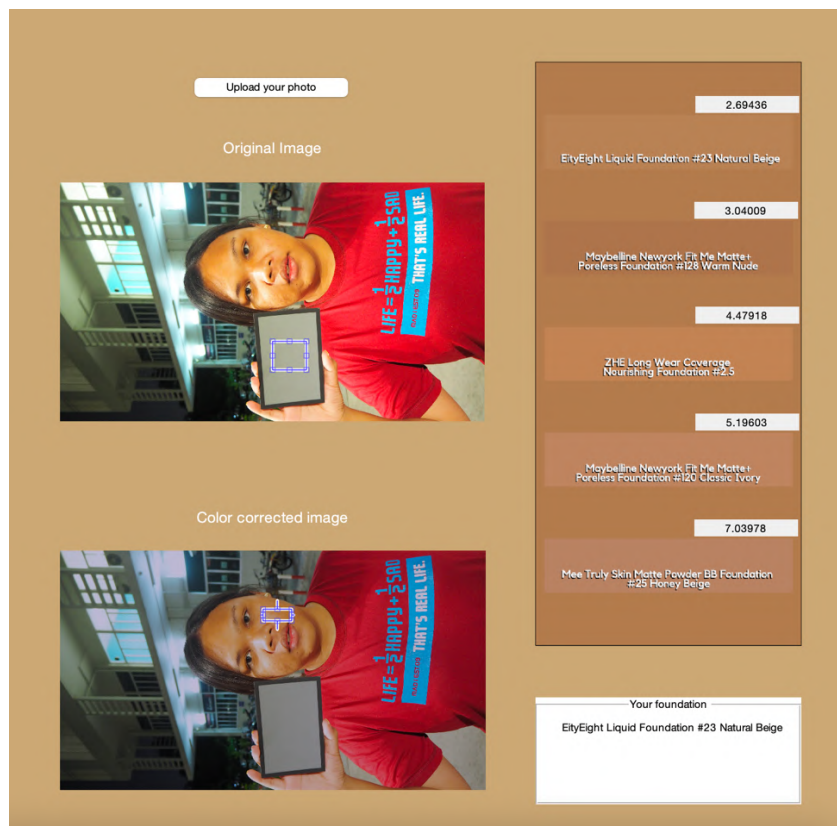 Upload your photo
Original Image
LIFE = 1/2 HAPPY + 1/2 SAD
THAT'S REAL LIFE.
Color corrected image
LIFE = 1/2 HAPPY + 1/2 SAD
THAT'S REAL LIFE.
2.69436
EityEight Liquid Foundation #23 Natural Beige
3.04009
Maybelline Newyork Fit Me Matte+
Poreless Foundation #128 Warm Nude
4.47918
ZHE Long Wear Coverage
Nourishing Foundation #2.5
5.19603
Maybelline Newyork Fit Me Matte+
Poreless Foundation #120 Classic Ivory
7.03978
Mee Truly Skin Matte Powder BB Foundation
#25 Honey Beige
Your foundation
EityEight Liquid Foundation #23 Natural Beige